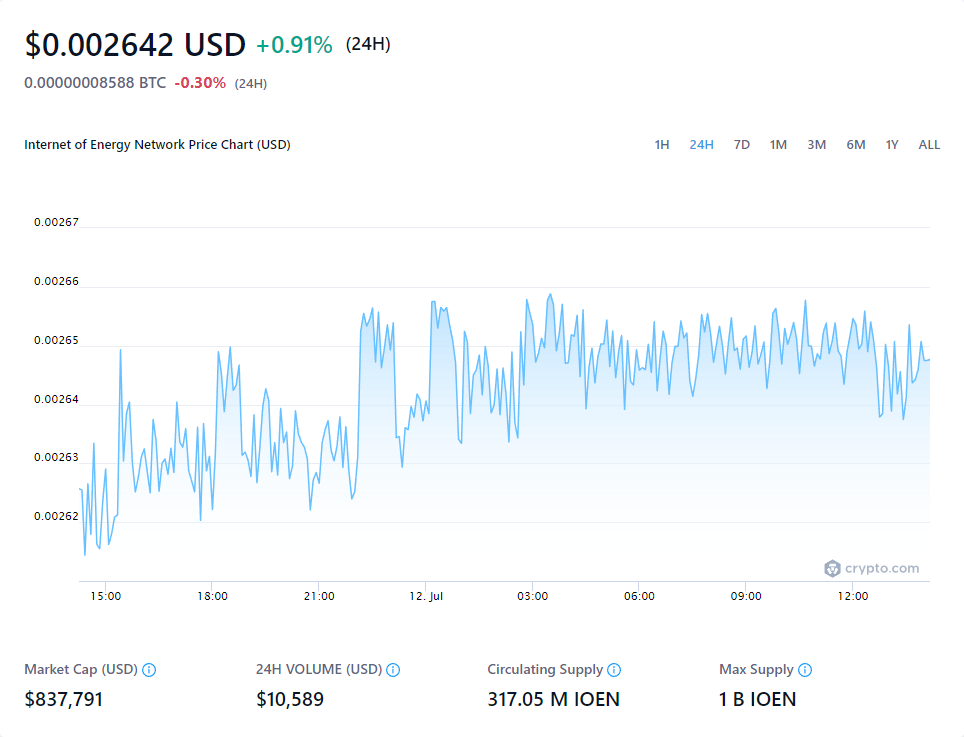 $0.002642 USD +0.91% (24H)
0.00000008588 BTC -0.30% (24H)
Internet of Energy Network Price Chart (USD)
1H 24H 7D 1M 3M 6M 1Y ALL
0.00267
0.00266
0.00265
0.00264
0.00263
0.00262
crypto.com
15:00 18:00 21:00 12. Jul 03:00 06:00 09:00 12:00
Market Cap (USD) 24H VOLUME (USD) Circulating Supply Max Supply
$837,791 $10,589 317.05 M IOEN 1 B IOEN